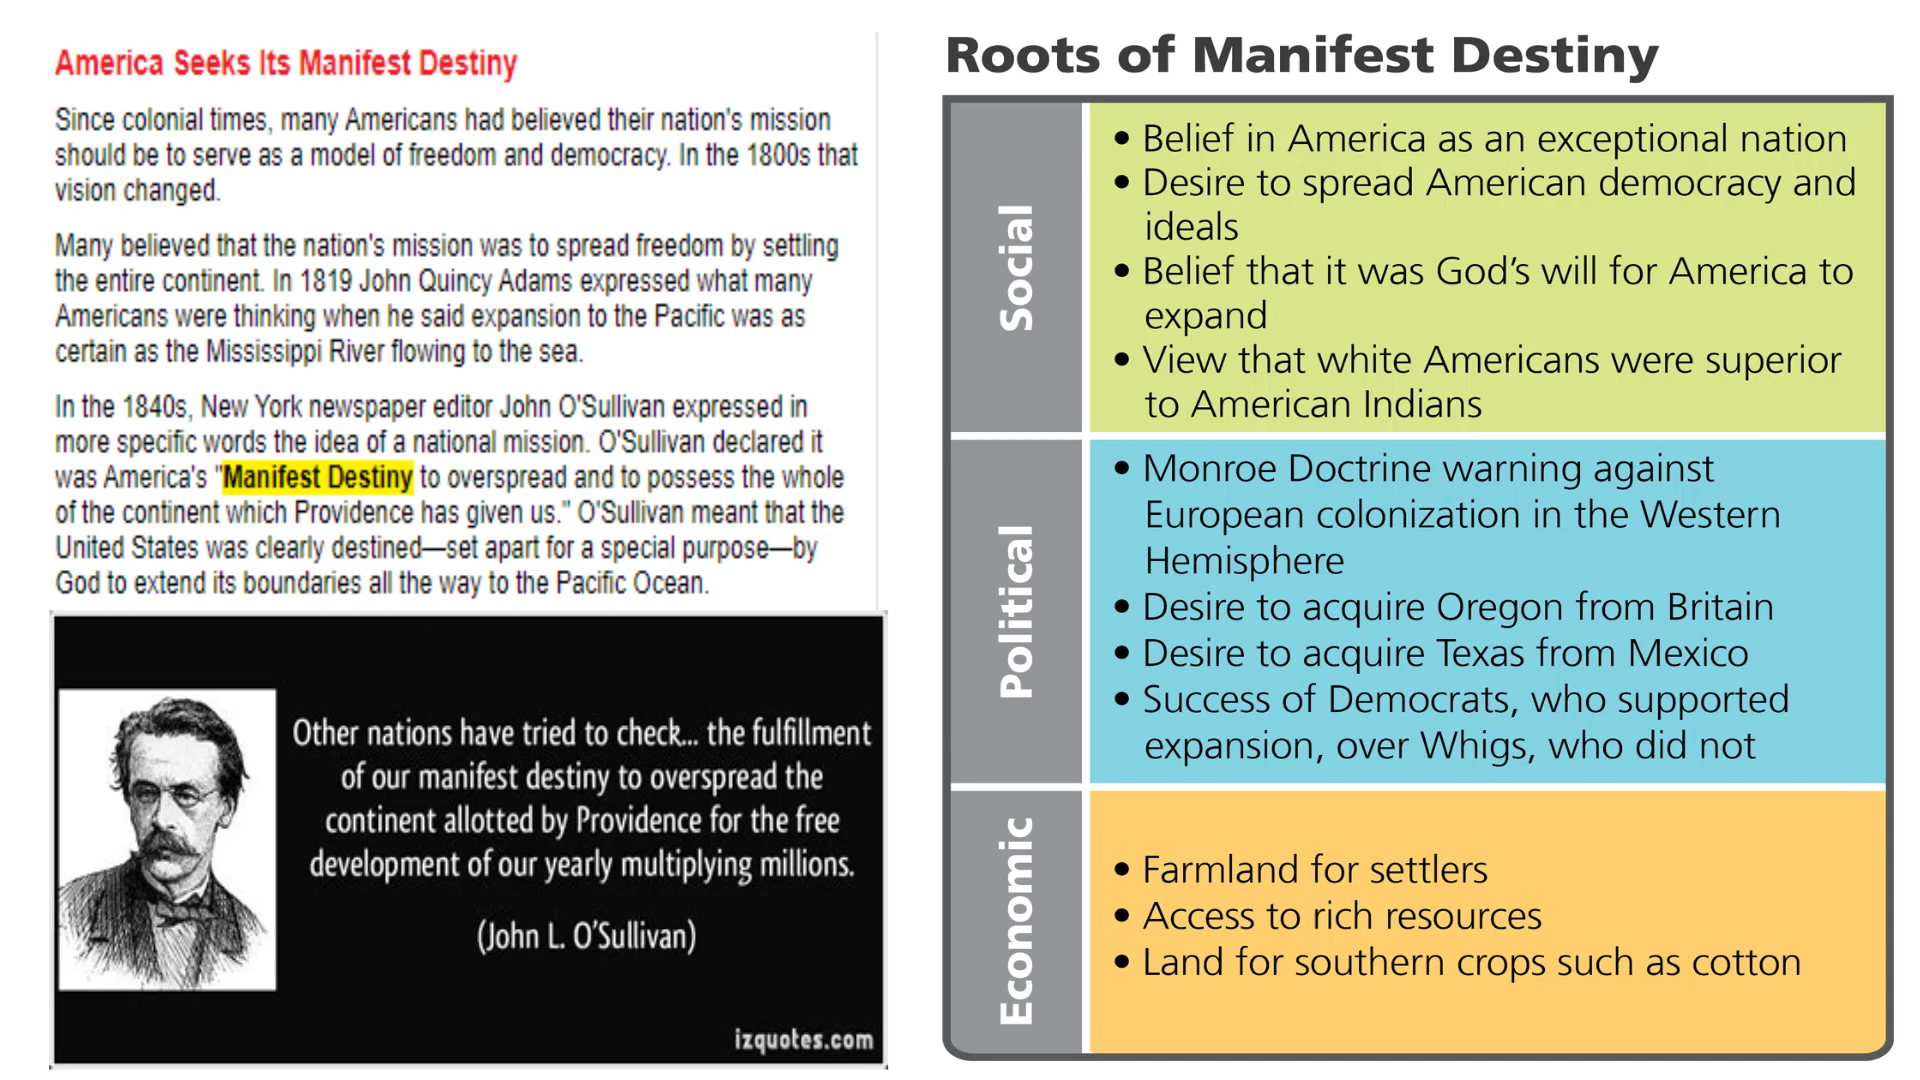 America Seeks Its Manifest Destiny
Since colonial times, many Americans had believed their nation's mission
should be to serve as a model of freedom and democracy. In the 1800s that
vision changed.
Many believed that the nation's mission was to spread freedom by settling
the entire continent. In 1819 John Quincy Adams expressed what many
Americans were thinking when he said expansion to the Pacific was as
certain as the Mississippi River flowing to the sea.
In the 1840s, New York newspaper editor John O'Sullivan expressed in
more specific words the idea of a national mission. O'Sullivan declared it
was America's "Manifest Destiny to overspread and to possess the whole
of the continent which Providence has given us." O'Sullivan meant that the
United States was clearly destined—set apart for a special purpose—by
God to extend its boundaries all the way to the Pacific Ocean.
Other nations have tried to check... the fulfillment
of our manifest destiny to overspread the
continent allotted by Providence for the free
development of our yearly multiplying millions.
(John L. O'Sullivan)
izquotes.com
Roots of Manifest Destiny
Social
• Belief in America as an exceptional nation
• Desire to spread American democracy and
ideals
• Belief that it was God's will for America to
expand
• View that white Americans were superior
to American Indians
Political
• Monroe Doctrine warning against
European colonization in the Western
Hemisphere
• Desire to acquire Oregon from Britain
• Desire to acquire Texas from Mexico
• Success of Democrats, who supported
expansion, over Whigs, who did not
Economic
• Farmland for settlers
• Access to rich resources
• Land for southern crops such as cotton